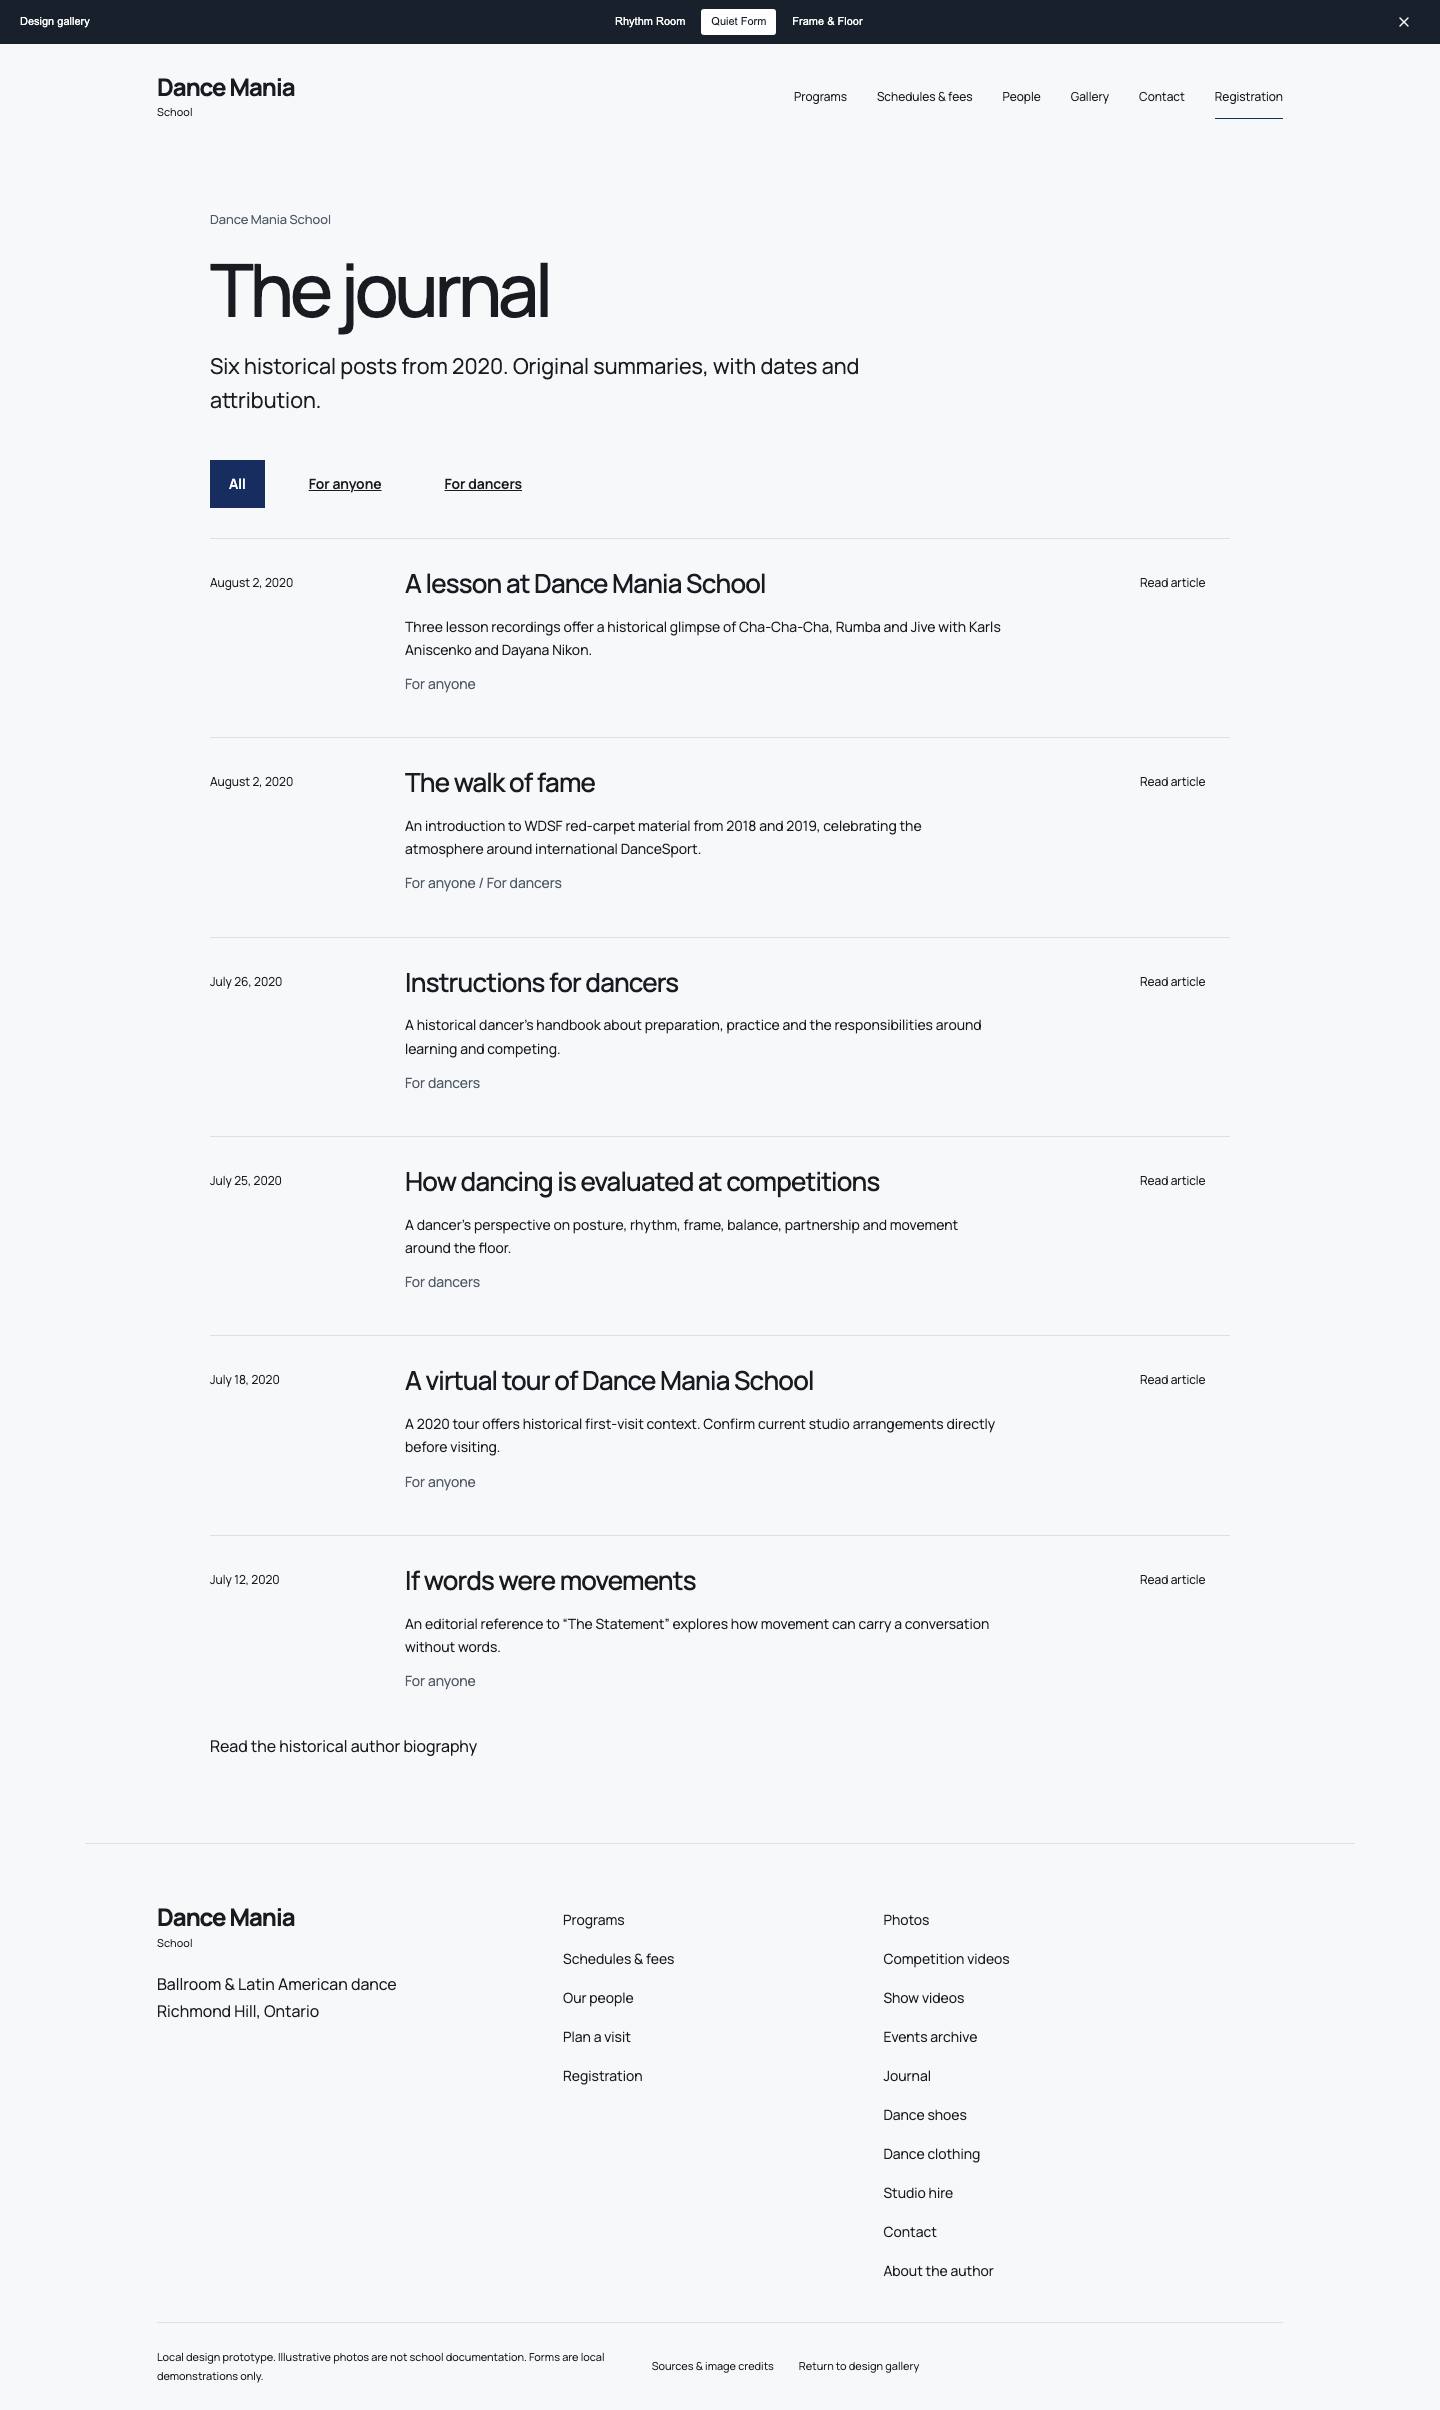 Design gallery
Rhythm Room
Quiet Form
Frame & Floor
×
Dance Mania
School
Programs
Schedules & fees
People
Gallery
Contact
Registration
Dance Mania School
The journal
Six historical posts from 2020. Original summaries, with dates and
attribution.
All
For anyone
For dancers
August 2, 2020
A lesson at Dance Mania School
Read article
Three lesson recordings offer a historical glimpse of Cha-Cha-Cha, Rumba and Jive with Karls
Aniscenko and Dayana Nikon.
For anyone
August 2, 2020
The walk of fame
Read article
An introduction to WDSF red-carpet material from 2018 and 2019, celebrating the
atmosphere around international DanceSport.
For anyone / For dancers
July 26, 2020
Instructions for dancers
Read article
A historical dancer’s handbook about preparation, practice and the responsibilities around
learning and competing.
For dancers
July 25, 2020
How dancing is evaluated at competitions
Read article
A dancer’s perspective on posture, rhythm, frame, balance, partnership and movement
around the floor.
For dancers
July 18, 2020
A virtual tour of Dance Mania School
Read article
A 2020 tour offers historical first-visit context. Confirm current studio arrangements directly
before visiting.
For anyone
July 12, 2020
If words were movements
Read article
An editorial reference to “The Statement” explores how movement can carry a conversation
without words.
For anyone
Read the historical author biography
Dance Mania
School
Ballroom & Latin American dance
Richmond Hill, Ontario
Programs
Schedules & fees
Our people
Plan a visit
Registration
Photos
Competition videos
Show videos
Events archive
Journal
Dance shoes
Dance clothing
Studio hire
Contact
About the author
Local design prototype. Illustrative photos are not school documentation. Forms are local
demonstrations only.
Sources & image credits
Return to design gallery